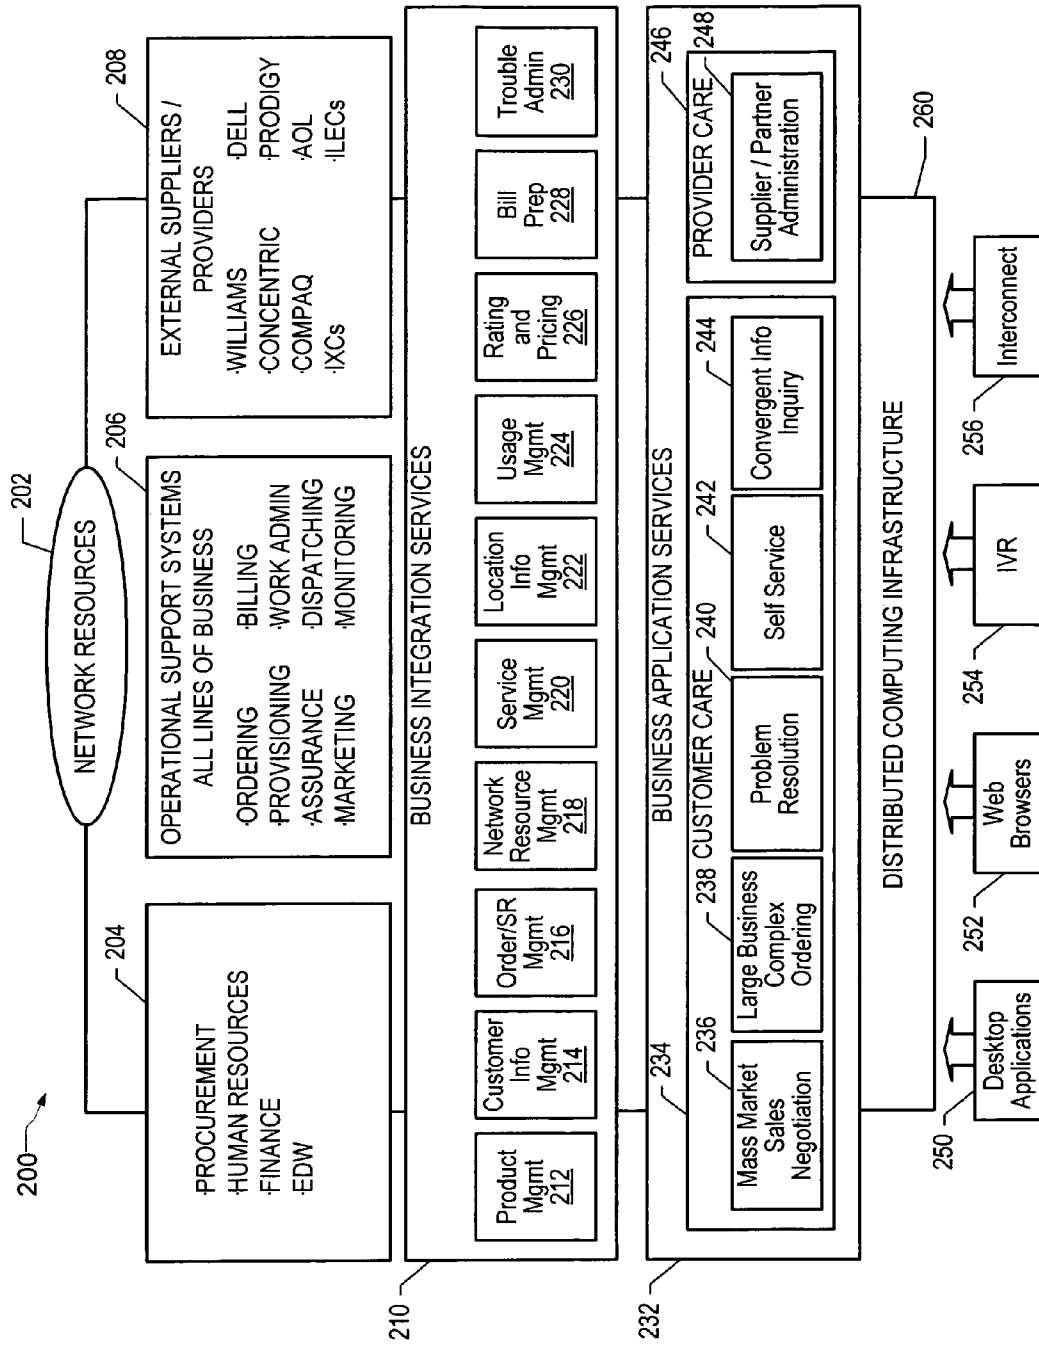 200
202
NETWORK RESOURCES
204
·PROCUREMENT
·HUMAN RESOURCES
·FINANCE
·EDW
206
OPERATIONAL SUPPORT SYSTEMS
ALL LINES OF BUSINESS
·ORDERING
·PROVISIONING
·ASSURANCE
·MARKETING
·BILLING
·WORK ADMIN
·DISPATCHING
·MONITORING
208
EXTERNAL SUPPLIERS /
PROVIDERS
·WILLIAMS
·CONCENTRIC
·COMPAQ
·IXCs
·DELL
·PRODIGY
·AOL
·ILECs
210
BUSINESS INTEGRATION SERVICES
Product
Mgmt
212
Customer
Info
Mgmt
214
Order/SR
Mgmt
216
Network
Resource
Mgmt
218
Service
Mgmt
220
Location
Info
Mgmt
222
Usage
Mgmt
224
Rating
and
Pricing
226
Bill
Prep
228
Trouble
Admin
230
232
BUSINESS APPLICATION SERVICES
234
CUSTOMER CARE
236
Mass Market
Sales
Negotiation
238
Large Business
Complex
Ordering
240
Problem
Resolution
242
Self Service
244
Convergent Info
Inquiry
246
PROVIDER CARE
248
Supplier / Partner
Administration
DISTRIBUTED COMPUTING INFRASTRUCTURE
260
250
Desktop
Applications
252
Web
Browsers
254
IVR
256
Interconnect